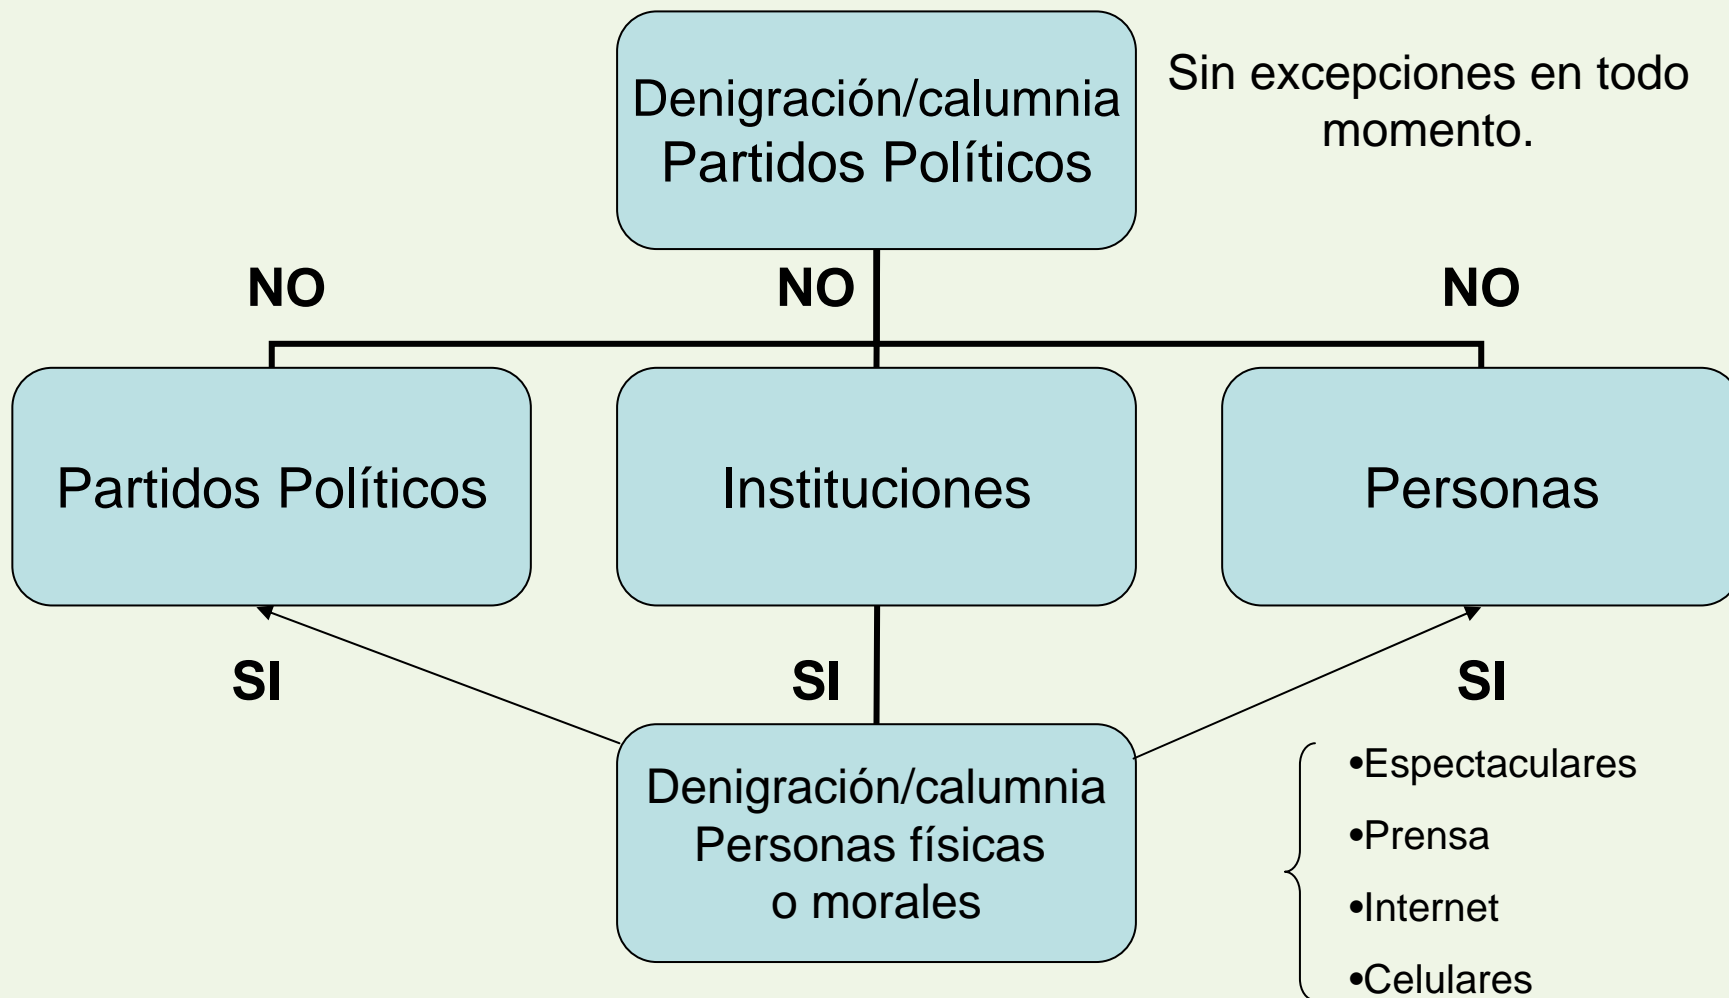 Denigración/calumnia
Partidos Políticos
Sin excepciones en todo
momento.
NO
NO
NO
Partidos Políticos
Instituciones
Personas
SI
SI
SI
Denigración/calumnia
Personas físicas
o morales
•Espectaculares
•Prensa
•Internet
•Celulares